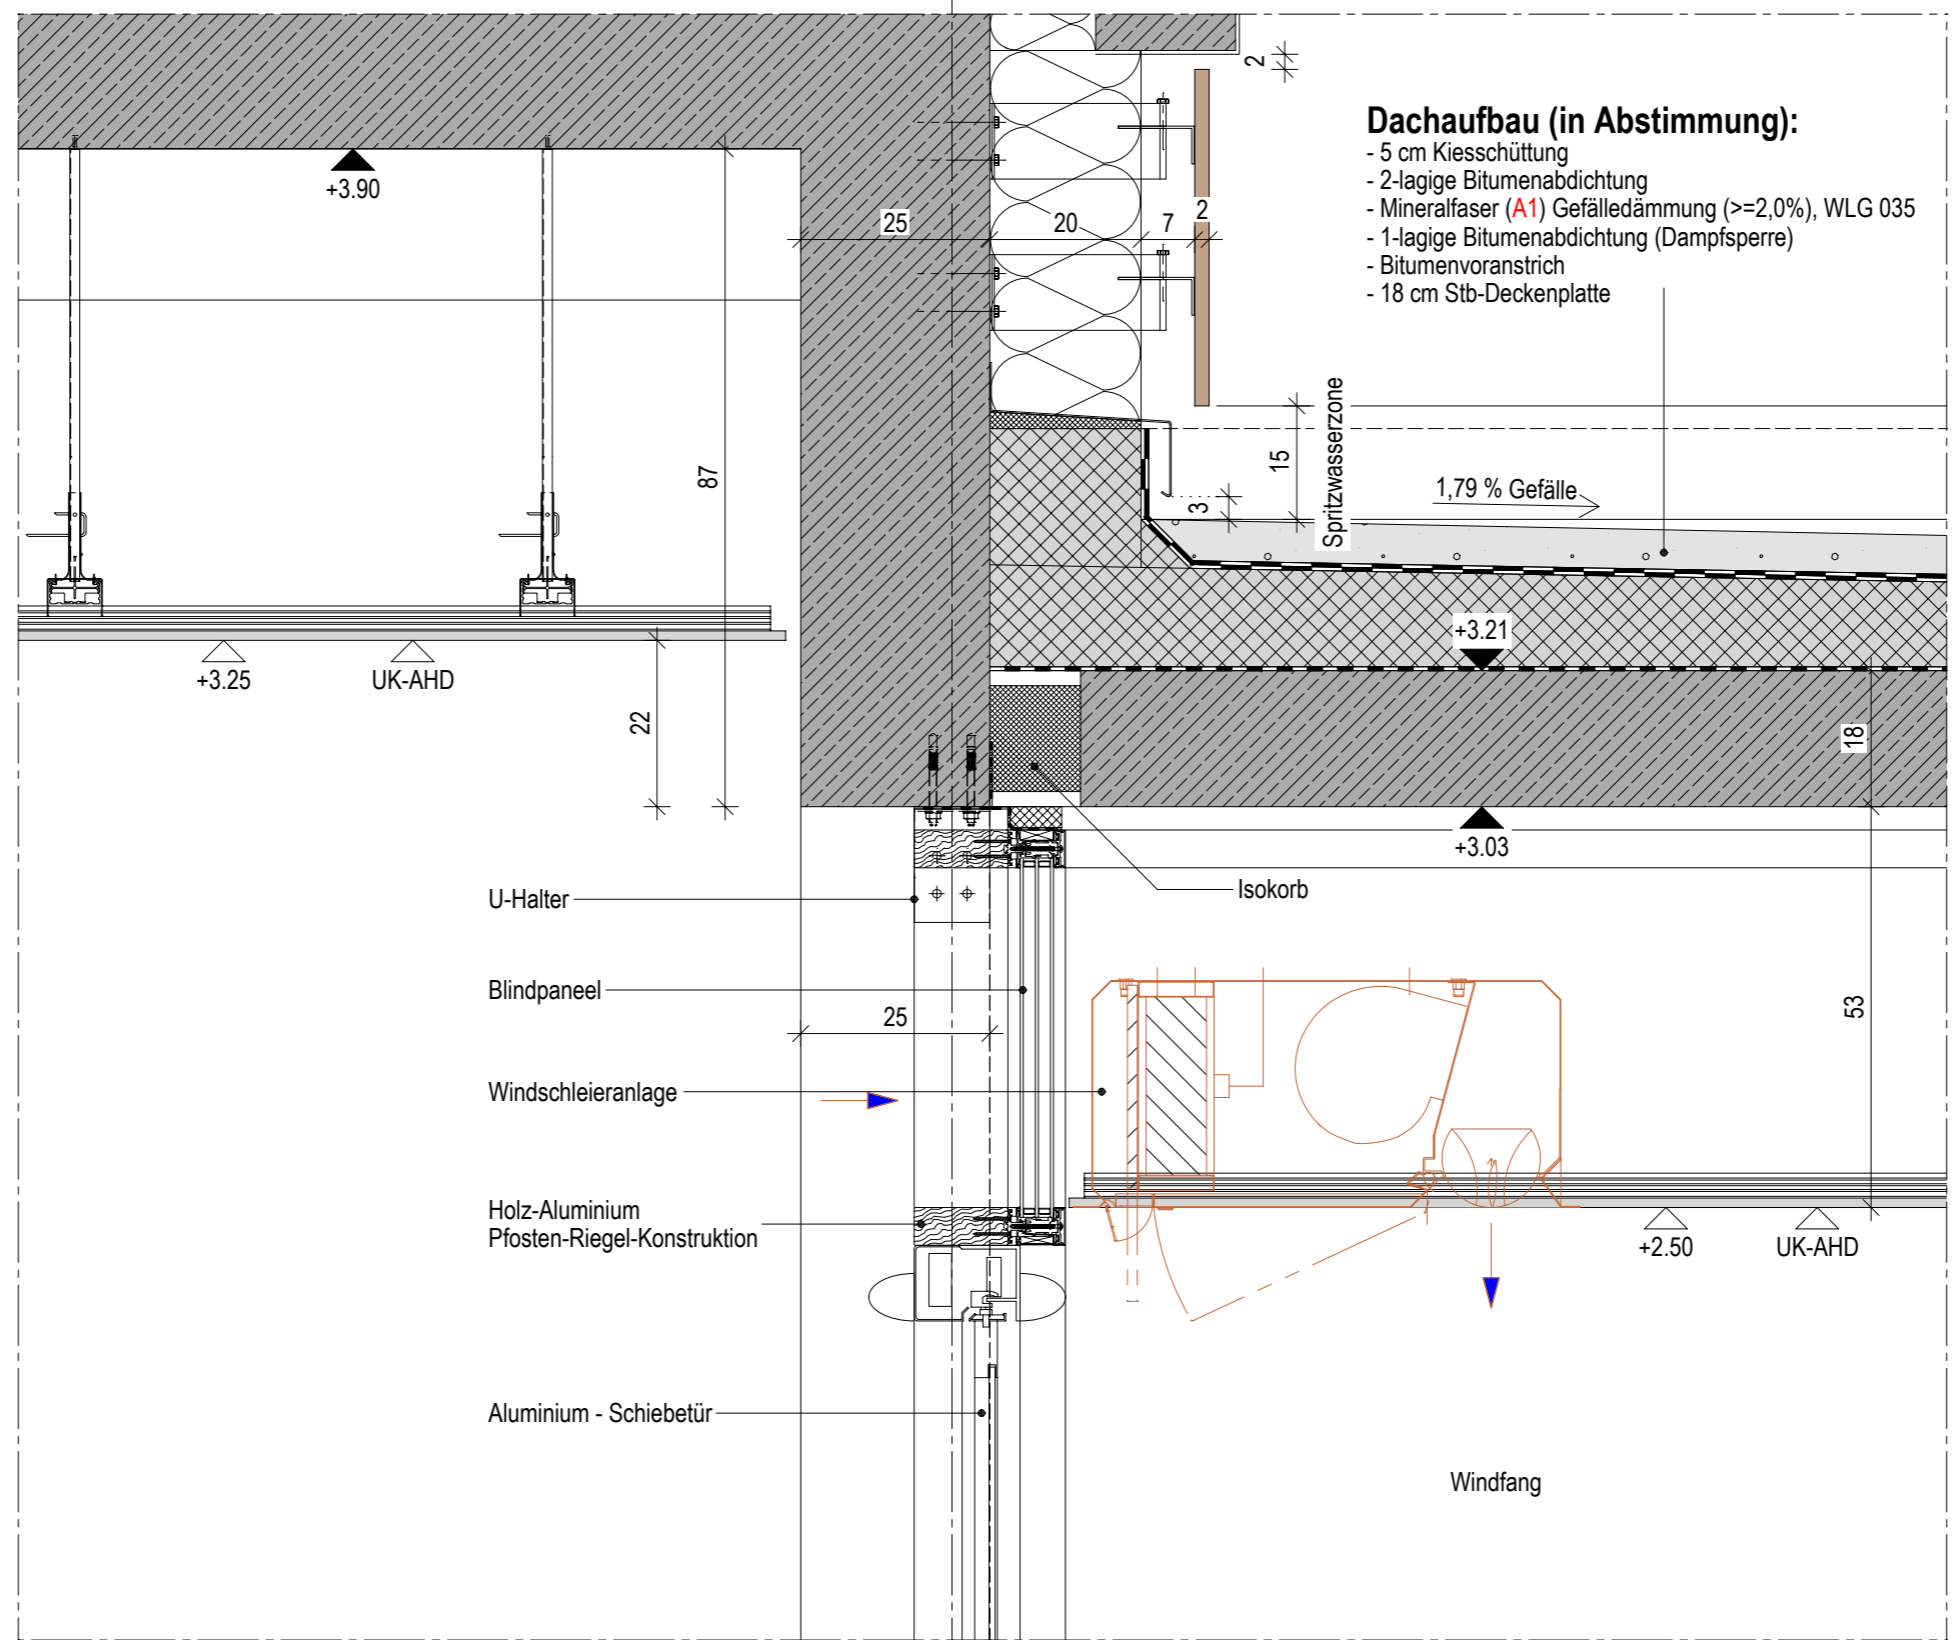 2
Dachaufbau (in Abstimmung):
- 5 cm Kiesschüttung
- 2-lagige Bitumenabdichtung
- Mineralfaser (A1) Gefälledämmung (>=2,0%), WLG 035
- 1-lagige Bitumenabdichtung (Dampfsperre)
- Bitumenvoranstrich
- 18 cm Stb-Deckenplatte
+3.90
25
20
7
2
87
15
Spritzwasserzone
3
1,79 % Gefälle
+3.21
+3.25
UK-AHD
22
18
+3.03
U-Halter
Isokorb
Blindpaneel
25
53
Windschleieranlage
Holz-Aluminium
Pfosten-Riegel-Konstruktion
+2.50
UK-AHD
Aluminium - Schiebetür
Windfang